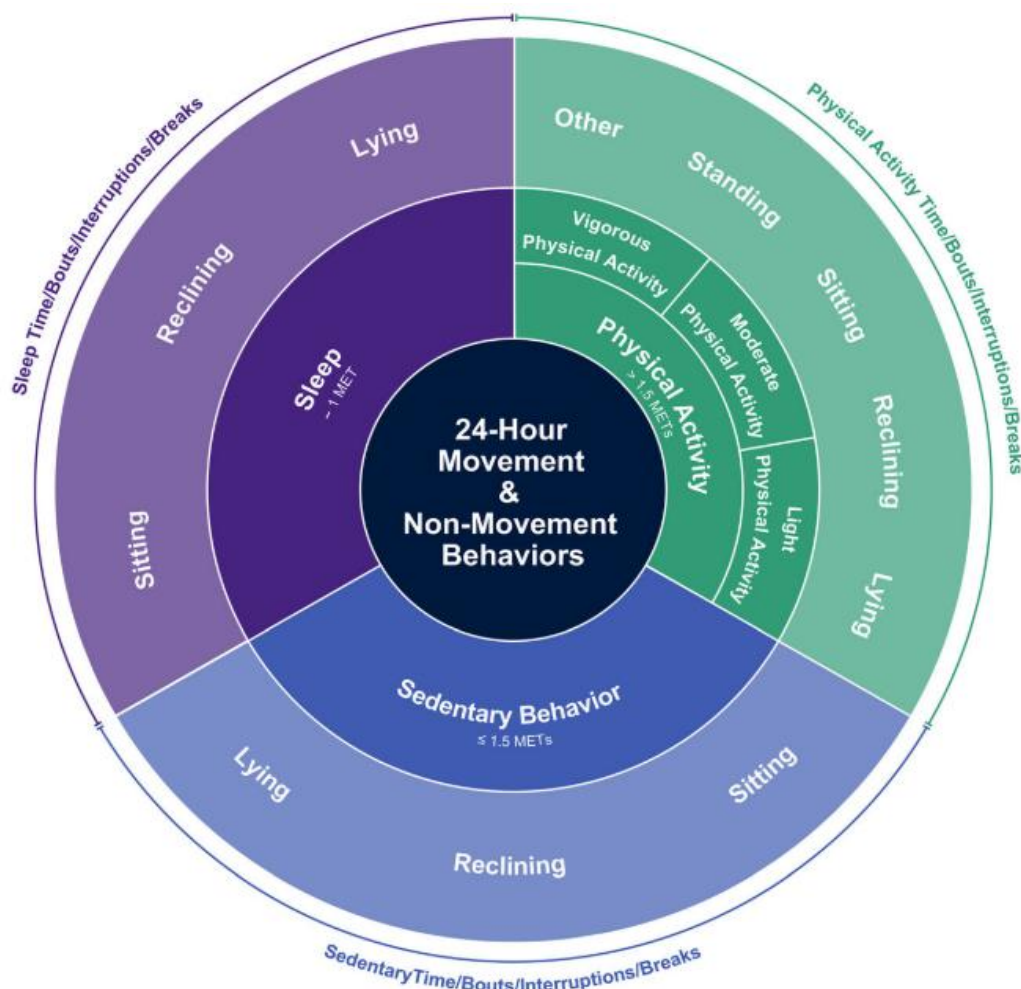 24-Hour
Movement
&
Non-Movement
Behaviors
Sleep
~ 1 MET
Lying
Reclining
Sitting
Sleep Time/Bouts/Interruptions/Breaks
Physical Activity
> 1.5 METs
Vigorous
Physical Activity
Moderate
Physical Activity
Light
Physical Activity
Other
Standing
Sitting
Reclining
Lying
Physical Activity Time/Bouts/Interruptions/Breaks
Sedentary Behavior
≤ 1.5 METs
Lying
Reclining
Sitting
SedentaryTime/Bouts/Interruptions/Breaks